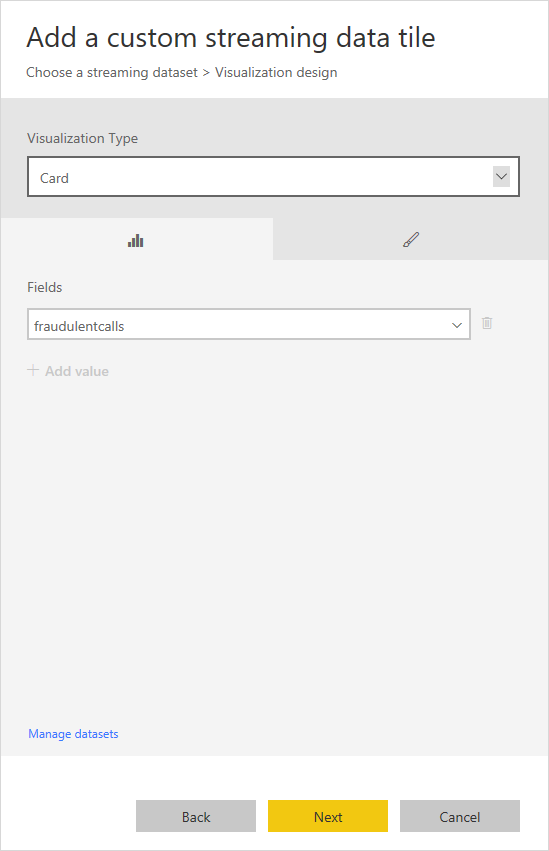 Add a custom streaming data tile
Choose a streaming dataset > Visualization design
Visualization Type
Card
Fields
fraudulentcalls
+ Add value
Manage datasets
Back
Next
Cancel